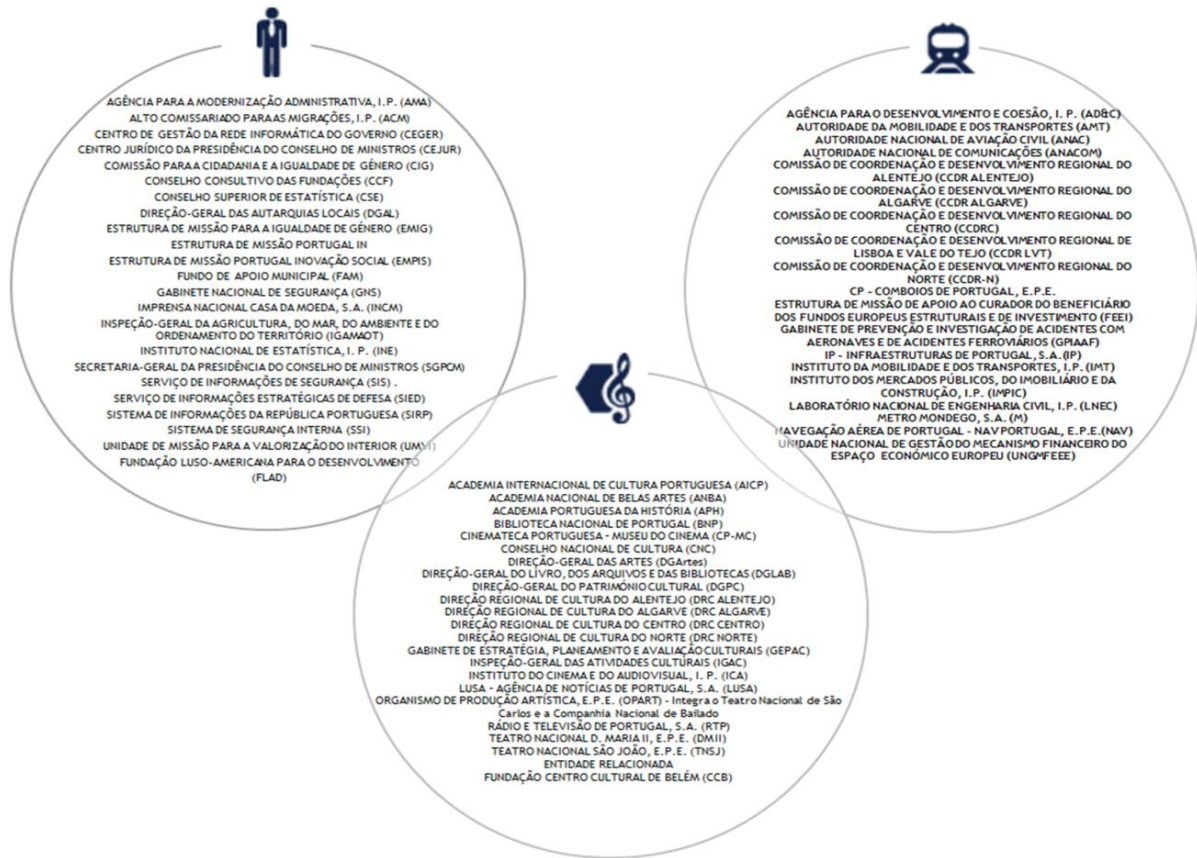 AGÊNCIA PARA A MODERNIZAÇÃO ADMINISTRATIVA, I.P. (AMA)
ALTO COMISSARIADO PARA AS MIGRAÇÕES, I.P. (ACM)
CENTRO DE GESTÃO DA REDE INFORMÁTICA DO GOVERNO (CEGER)
CENTRO JURÍDICO DA PRESIDÊNCIA DO CONSELHO DE MINISTROS (CEJUR)
COMISSÃO PARA A CIDADANIA E A IGUALDADE DE GÉNERO (CIG)
CONSELHO CONSULTIVO DAS FUNDAÇÕES (CCF)
CONSELHO SUPERIOR DE ESTATÍSTICA (CSE)
DIREÇÃO-GERAL DAS AUTARQUIAS LOCAIS (DGAL)
ESTRUTURA DE MISSÃO PARA A IGUALDADE DE GÉNERO (EMIG)
ESTRUTURA DE MISSÃO PORTUGAL IN
ESTRUTURA DE MISSÃO PORTUGAL INOVAÇÃO SOCIAL (EMPIS)
FUNDO DE APOIO MUNICIPAL (FAM)
GABINETE NACIONAL DE SEGURANÇA (GNS)
IMPRENSA NACIONAL CASA DA MOEDA, S.A. (INCM)
INSPEÇÃO-GERAL DA AGRICULTURA, DO MAR, DO AMBIENTE E DO
ORDENAMENTO DO TERRITÓRIO (IGAMAOT)
INSTITUTO NACIONAL DE ESTATÍSTICA, I. P. (INE)
SECRETARIA-GERAL DA PRESIDÊNCIA DO CONSELHO DE MINISTROS (SGPCM)
SERVIÇO DE INFORMAÇÕES DE SEGURANÇA (SIS) .
SERVIÇO DE INFORMAÇÕES ESTRATÉGICAS DE DEFESA (SIED)
SISTEMA DE INFORMAÇÕES DA REPÚBLICA PORTUGUESA (SIRP)
SISTEMA DE SEGURANÇA INTERNA (SSI)
UNIDADE DE MISSÃO PARA A VALORIZAÇÃO DO INTERIOR (UMVI)
FUNDAÇÃO LUSO-AMERICANA PARA O DESENVOLVIMENTO
(FLAD)
AGÊNCIA PARA O DESENVOLVIMENTO E COESÃO, I. P. (AD&C)
AUTORIDADE DA MOBILIDADE E DOS TRANSPORTES (AMT)
AUTORIDADE NACIONAL DE AVIAÇÃO CIVIL (ANAC)
AUTORIDADE NACIONAL DE COMUNICAÇÕES (ANACOM)
COMISSÃO DE COORDENAÇÃO E DESENVOLVIMENTO REGIONAL DO
ALENTEJO (CCDR ALENTEJO)
COMISSÃO DE COORDENAÇÃO E DESENVOLVIMENTO REGIONAL DO
ALGARVE (CCDR ALGARVE)
COMISSÃO DE COORDENAÇÃO E DESENVOLVIMENTO REGIONAL DO
CENTRO (CCDRC)
COMISSÃO DE COORDENAÇÃO E DESENVOLVIMENTO REGIONAL DE
LISBOA E VALE DO TEJO (CCDR LVT)
COMISSÃO DE COORDENAÇÃO E DESENVOLVIMENTO REGIONAL DO
NORTE (CCDR-N)
CP - COMBOIOS DE PORTUGAL, E.P.E.
ESTRUTURA DE MISSÃO DE APOIO AO CURADOR DO BENEFICIÁRIO
DOS FUNDOS EUROPEUS ESTRUTURAIS E DE INVESTIMENTO (FEEI)
GABINETE DE PREVENÇÃO E INVESTIGAÇÃO DE ACIDENTES COM
AERONAVES E DE ACIDENTES FERROVIÁRIOS (GPIAAF)
IP - INFRAESTRUTURAS DE PORTUGAL, S.A.(IP)
INSTITUTO DA MOBILIDADE E DOS TRANSPORTES, I.P. (IMT)
INSTITUTO DOS MERCADOS PÚBLICOS, DO IMOBILIÁRIO E DA
CONSTRUÇÃO, I.P. (IMPIC)
LABORATÓRIO NACIONAL DE ENGENHARIA CIVIL, I.P. (LNEC)
METRO MONDEGO, S.A. (M)
NAVEGAÇÃO AÉREA DE PORTUGAL - NAV PORTUGAL, E.P.E.(NAV)
UNIDADE NACIONAL DE GESTÃO DO MECANISMO FINANCEIRO DO
ESPAÇO ECONÓMICO EUROPEU (UNGMFEEE)
ACADEMIA INTERNACIONAL DE CULTURA PORTUGUESA (AICP)
ACADEMIA NACIONAL DE BELAS ARTES (ANBA)
ACADEMIA PORTUGUESA DA HISTÓRIA (APH)
BIBLIOTECA NACIONAL DE PORTUGAL (BNP)
CINEMATECA PORTUGUESA - MUSEU DO CINEMA (CP-MC)
CONSELHO NACIONAL DE CULTURA (CNC)
DIREÇÃO-GERAL DAS ARTES (DGArtes)
DIREÇÃO-GERAL DO LIVRO, DOS ARQUIVOS E DAS BIBLIOTECAS (DGLAB)
DIREÇÃO-GERAL DO PATRIMÓNIO CULTURAL (DGPC)
DIREÇÃO REGIONAL DE CULTURA DO ALENTEJO (DRC ALENTEJO)
DIREÇÃO REGIONAL DE CULTURA DO ALGARVE (DRC ALGARVE)
DIREÇÃO REGIONAL DE CULTURA DO CENTRO (DRC CENTRO)
DIREÇÃO REGIONAL DE CULTURA DO NORTE (DRC NORTE)
GABINETE DE ESTRATÉGIA, PLANEAMENTO E AVALIAÇÃO CULTURAIS (GEPAC)
INSPEÇÃO-GERAL DAS ATIVIDADES CULTURAIS (IGAC)
INSTITUTO DO CINEMA E DO AUDIOVISUAL, I. P. (ICA)
LUSA - AGÊNCIA DE NOTÍCIAS DE PORTUGAL, S.A. (LUSA)
ORGANISMO DE PRODUÇÃO ARTÍSTICA, E.P.E. (OPART) - Integra o Teatro Nacional de São
Carlos e a Companhia Nacional de Bailado
RÁDIO E TELEVISÃO DE PORTUGAL, S.A. (RTP)
TEATRO NACIONAL D. MARIA II, E.P.E. (DMII)
TEATRO NACIONAL SÃO JOÃO, E.P.E. (TNSJ)
ENTIDADE RELACIONADA
FUNDAÇÃO CENTRO CULTURAL DE BELÉM (CCB)